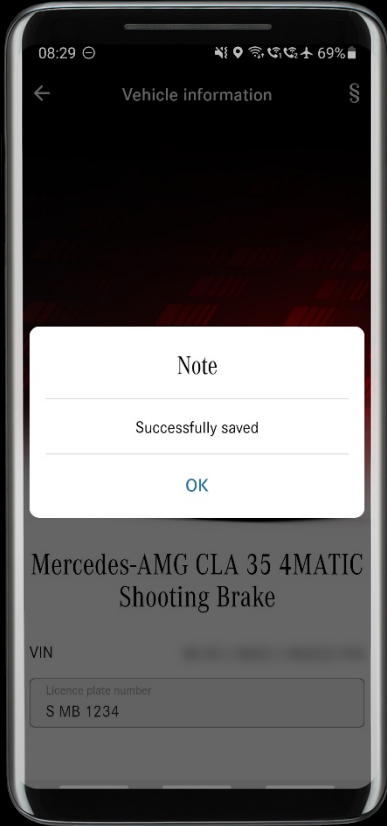 08:29 69%
Vehicle information §
Note
Successfully saved
OK
Mercedes-AMG CLA 35 4MATIC
Shooting Brake
VIN
Licence plate number
S MB 1234